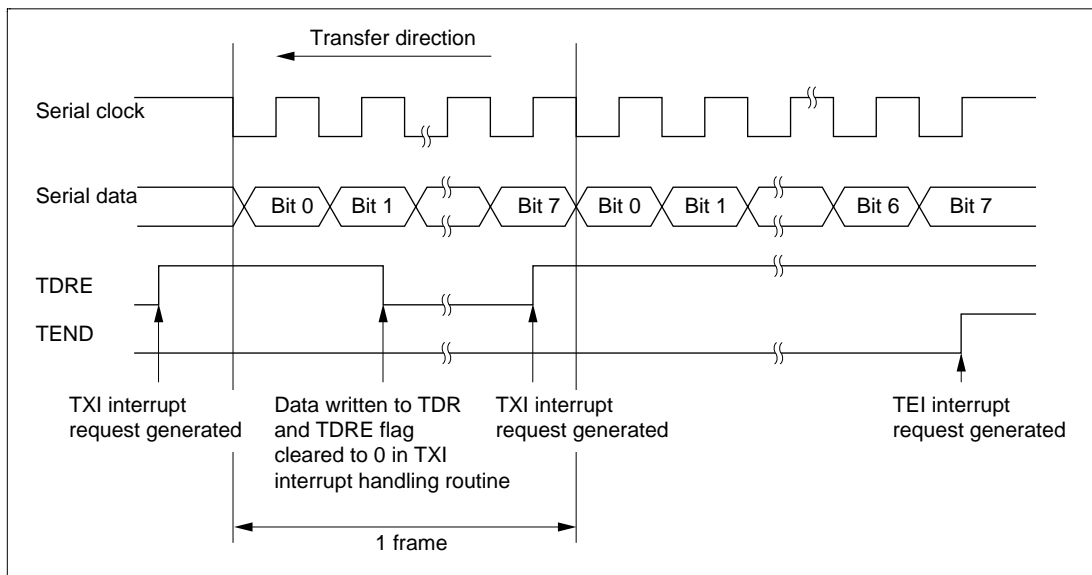 Transfer direction
Serial clock
Serial data
Bit 0
Bit 1
Bit 7
Bit 0
Bit 1
Bit 6
Bit 7
TDRE
TEND
TXI interrupt
request generated
Data written to TDR
and TDRE flag
cleared to 0 in TXI
interrupt handling routine
TXI interrupt
request generated
TEI interrupt
request generated
1 frame